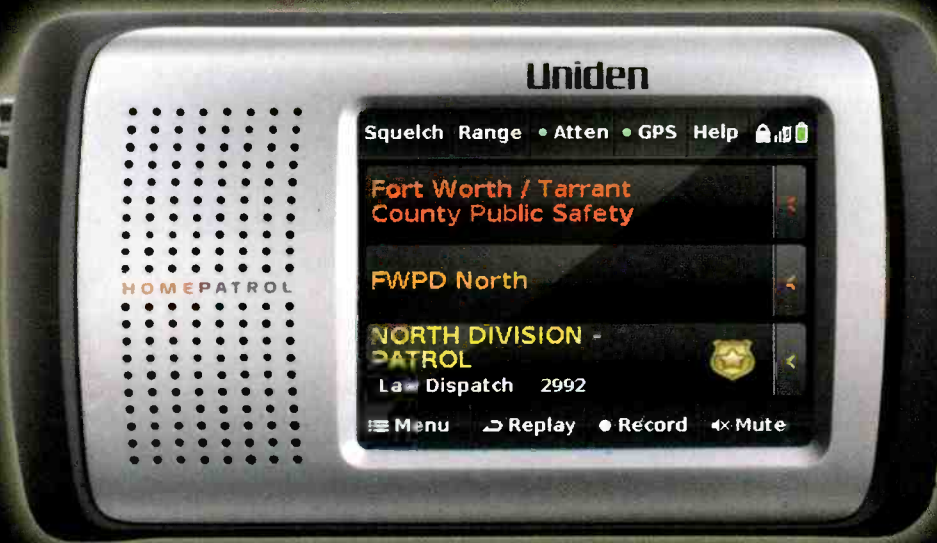 Uniden
Squelch Range • Atten • GPS Help
Fort Worth / Tarrant
County Public Safety
FWPD North
NORTH DIVISION -
PATROL
Law Dispatch 2992
HOMEPATROL
Menu Replay Record Mute